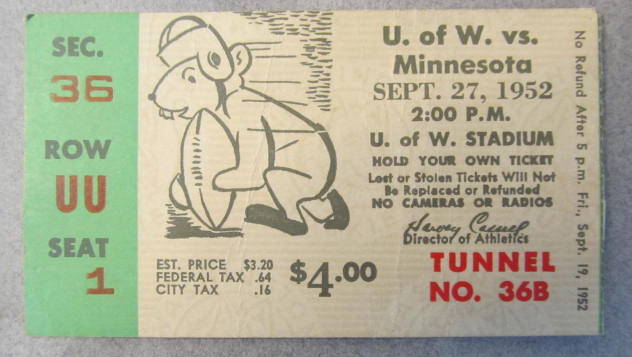 SEC.
36
ROW
UU
SEAT
1
U. of W. vs.
Minnesota
SEPT. 27, 1952
2:00 P.M.
U. of W. STADIUM
HOLD YOUR OWN TICKET
Lost or Stolen Tickets Will Not
Be Replaced or Refunded
NO CAMERAS OR RADIOS
Harvey Cassill
Director of Athletics
EST. PRICE $3.20
FEDERAL TAX .64
CITY TAX .16
$4.00
TUNNEL
NO. 36B
No Refund After 5 p.m. Fri., Sept. 19, 1952